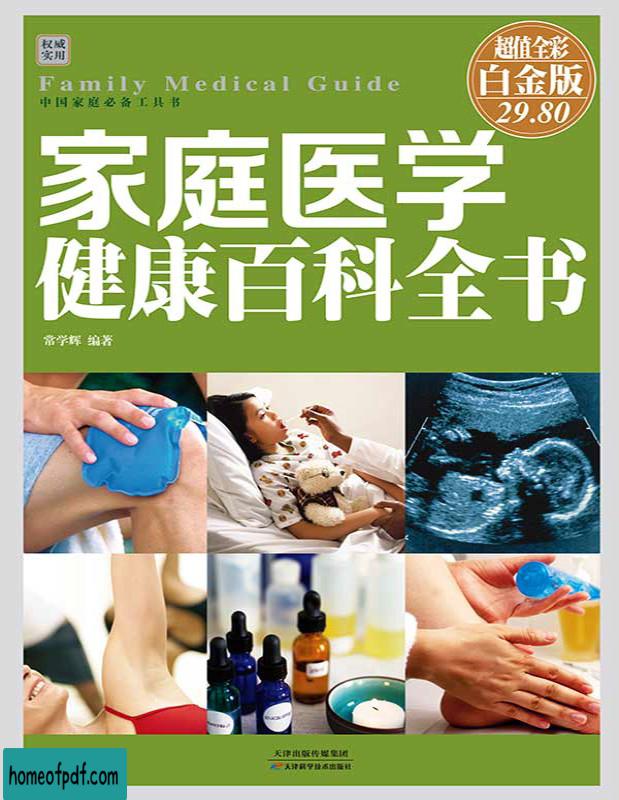 权威
实用
超值全彩
白金版
29.80
Family Medical Guide
中国家庭必备工具书
家庭医学
健康百科全书
常学辉 编著
天津出版传媒集团
天津科学技术出版社
homeofpdf.com